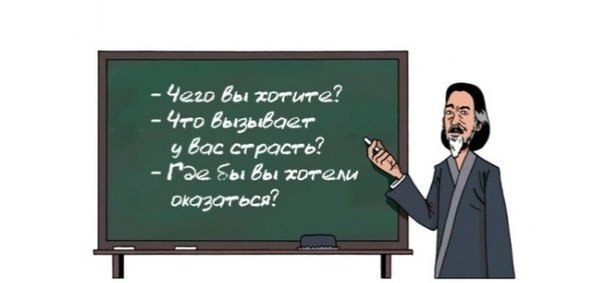 - Чего вы хотите?
- Что вызывает
у вас страсть?
- Где бы вы хотели
оказаться?